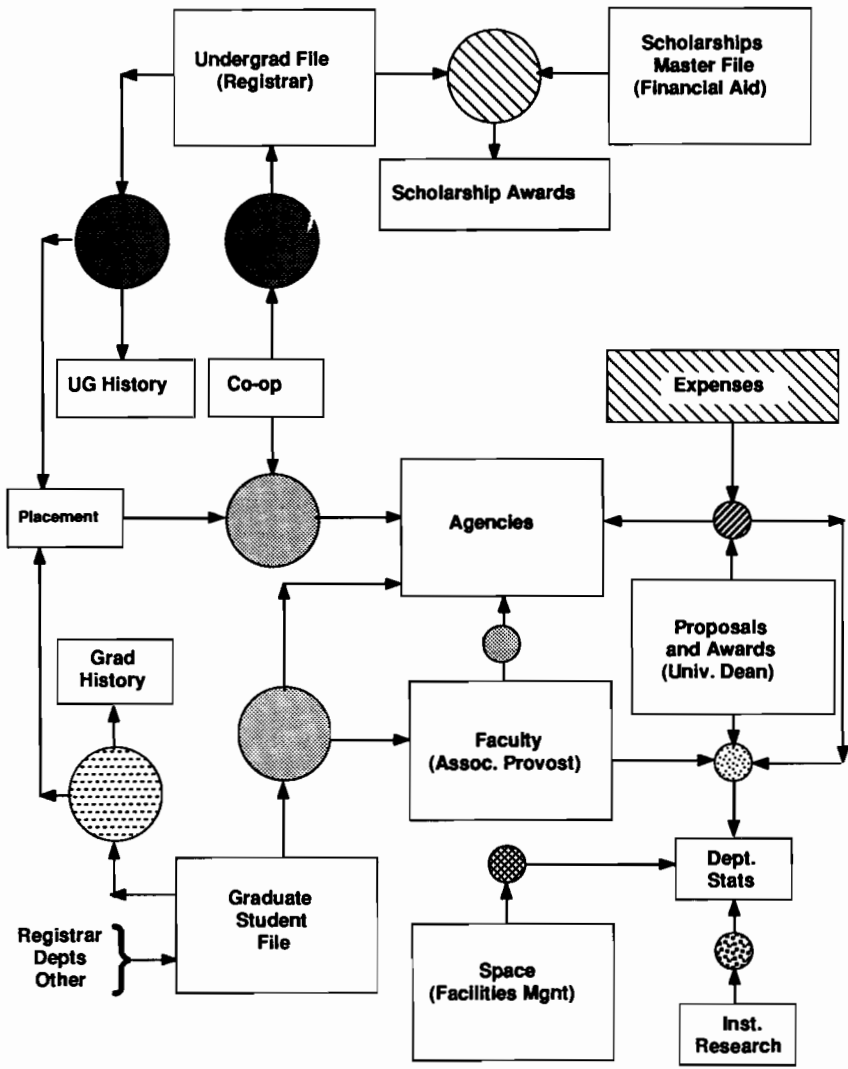 Undergrad File
(Registrar)
Scholarships
Master File
(Financial Aid)
Scholarship Awards
UG History
Co-op
Expenses
Placement
Agencies
Proposals
and Awards
(Univ. Dean)
Grad
History
Faculty
(Assoc. Provost)
Graduate
Student
File
Dept.
Stats
Registrar
Depts
Other
Space
(Facilities Mgnt)
Inst.
Research